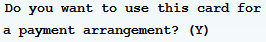 Do you want to use this card for
a payment arrangement? (Y)